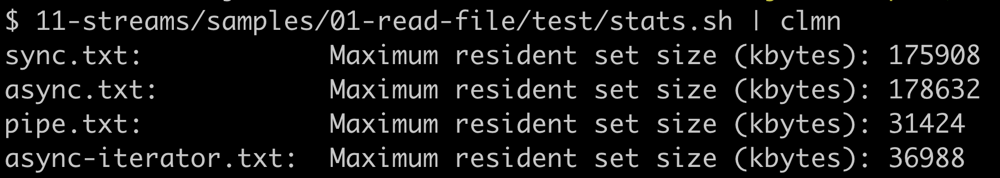 $ 11-streams/samples/01-read-file/test/stats.sh | clmn
sync.txt: Maximum resident set size (kbytes): 175908
async.txt: Maximum resident set size (kbytes): 178632
pipe.txt: Maximum resident set size (kbytes): 31424
async-iterator.txt: Maximum resident set size (kbytes): 36988